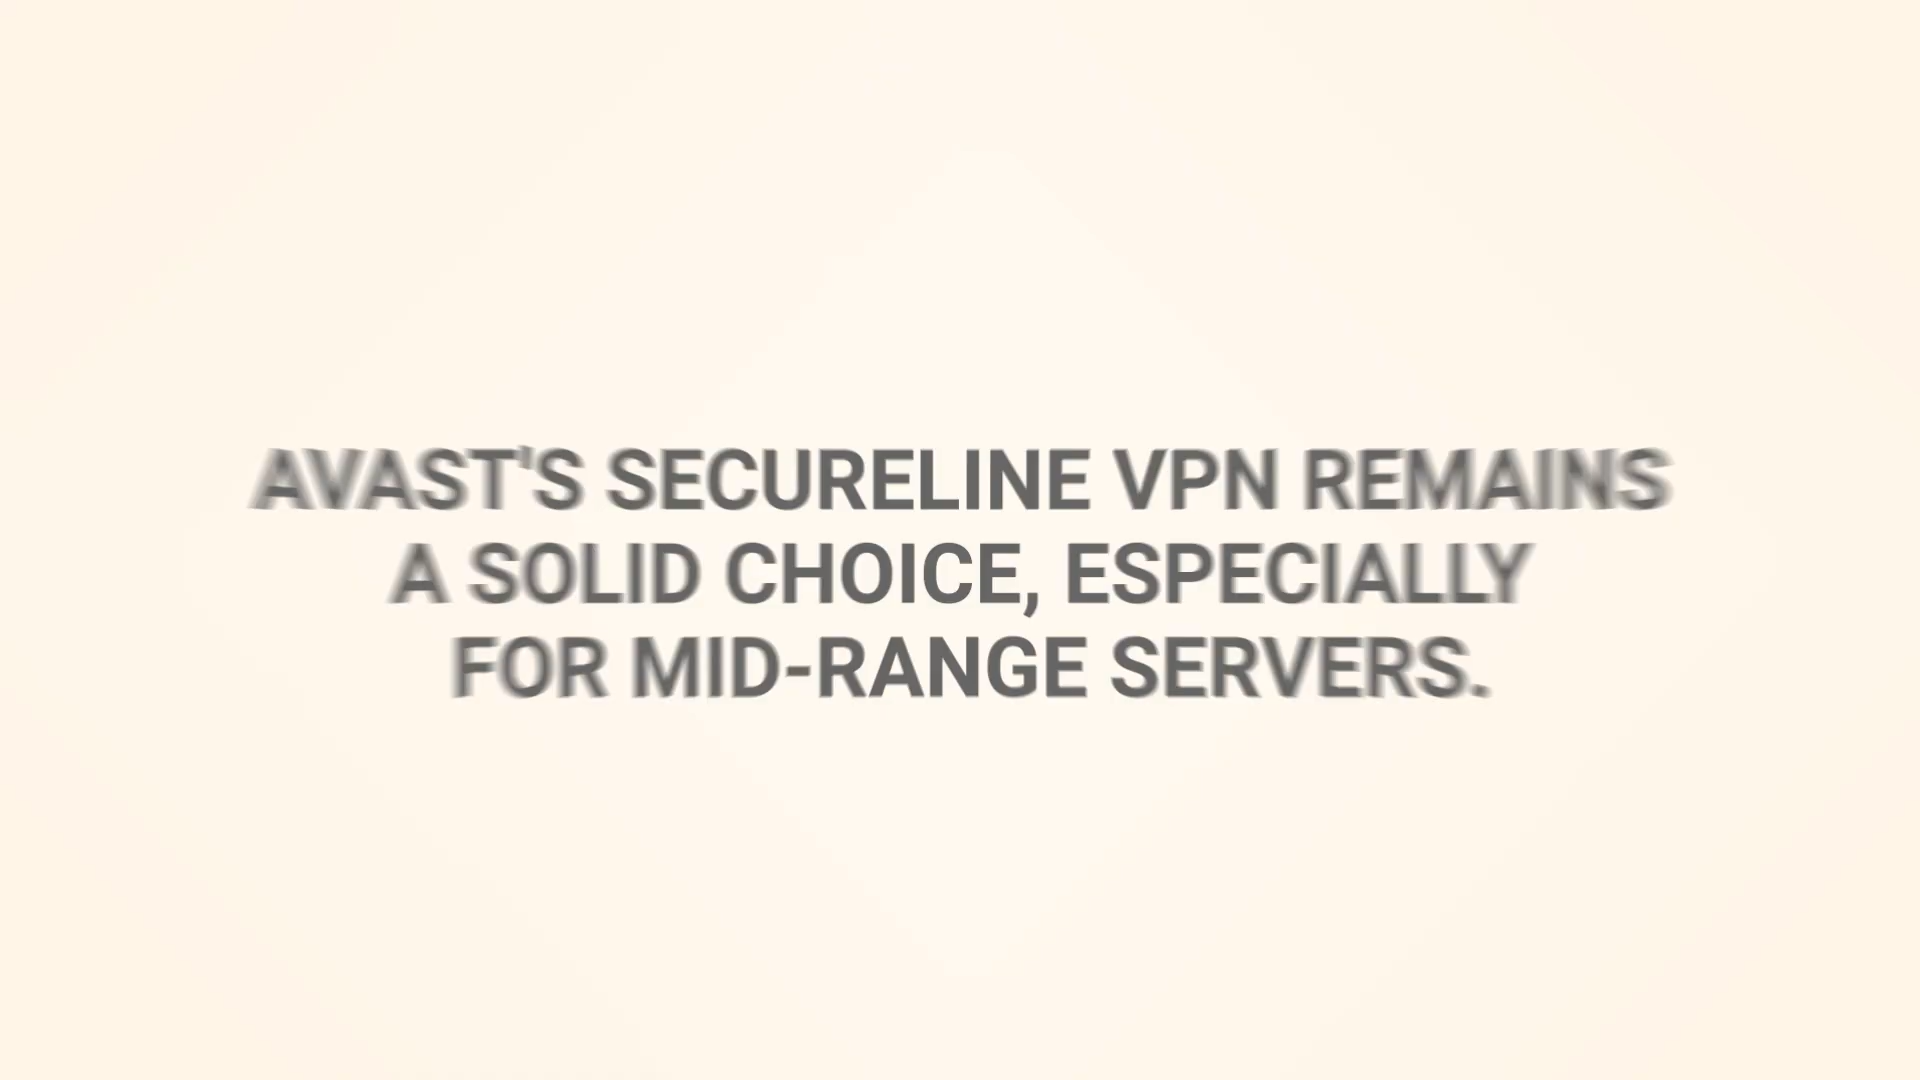 AVAST'S SECURELINE VPN REMAINS
A SOLID CHOICE, ESPECIALLY
FOR MID-RANGE SERVERS.